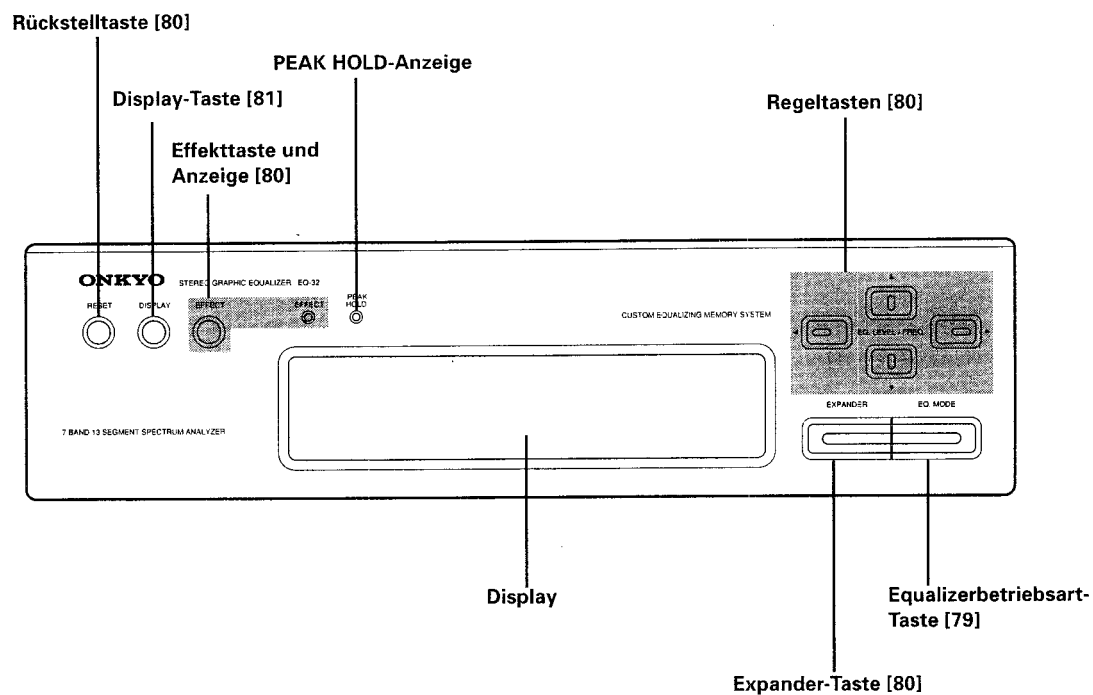 Rückstelltaste [80]
PEAK HOLD-Anzeige
Display-Taste [81]
Regeltasten [80]
Effekttaste und
Anzeige [80]
ONKYO
STEREO GRAPHIC EQUALIZER EQ-32
RESET
DISPLAY
EFFECT
EFFECT
PEAK
HOLD
CUSTOM EQUALIZING MEMORY SYSTEM
EQ. LEVEL / FREQ.
EXPANDER
EQ. MODE
7 BAND 13 SEGMENT SPECTRUM ANALYZER
Display
Equalizerbetriebsart-
Taste [79]
Expander-Taste [80]